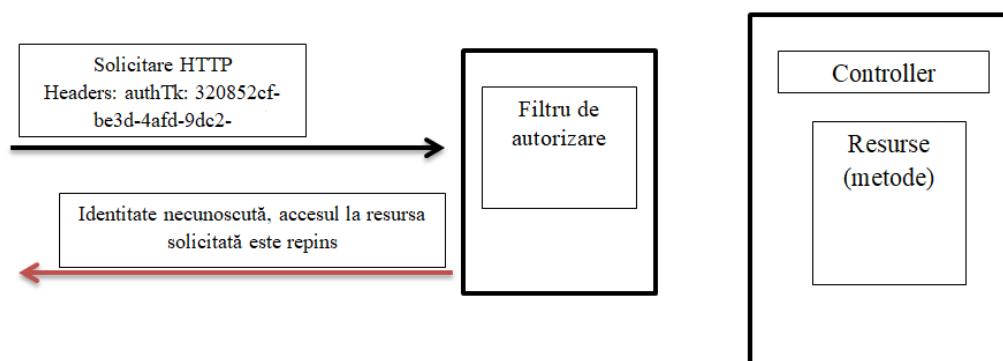 Solicitare HTTP
Headers: authTk: 320852cf-
be3d-4afd-9dc2-
Filtru de
autorizare
Controller
Resurse
(metode)
Identitate necunoscută, accesul la resursa
solicitată este repins